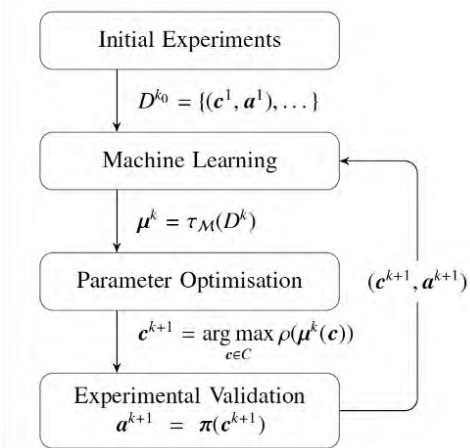 Initial Experiments
D^{k_0} = {(c^1, a^1), . . . }
Machine Learning
μ^k = τ_M(D^k)
Parameter Optimisation
(c^{k+1}, a^{k+1})
c^{k+1} = arg max ρ(μ^k(c))
c∈C
Experimental Validation
a^{k+1} = π(c^{k+1})